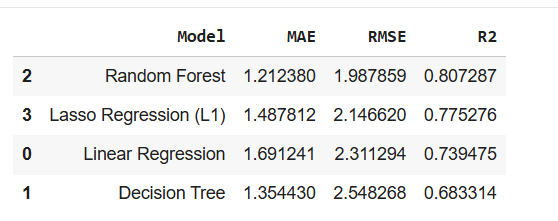 Model MAE RMSE R2
2 Random Forest 1.212380 1.987859 0.807287
3 Lasso Regression (L1) 1.487812 2.146620 0.775276
0 Linear Regression 1.691241 2.311294 0.739475
1 Decision Tree 1.354430 2.548268 0.683314